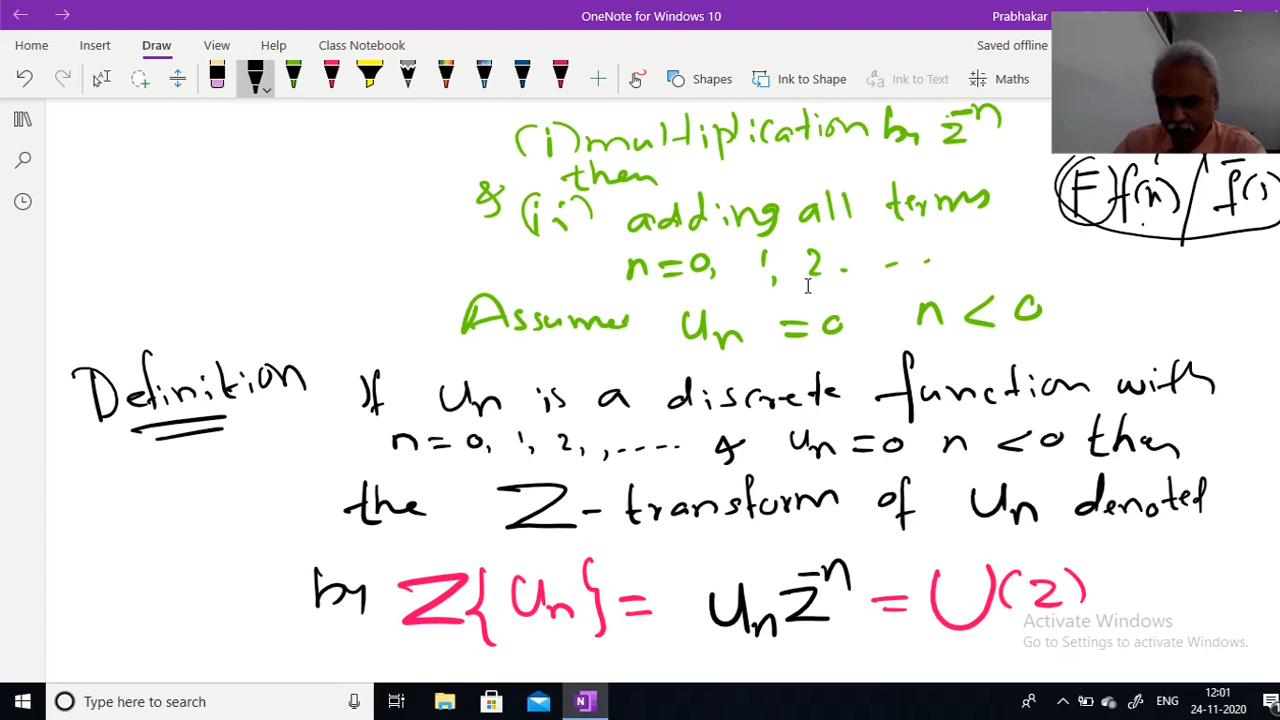 OneNote for Windows 10
Prabhakar
Home Insert Draw View Help Class Notebook
Saved offline
Shapes Ink to Shape Ink to Text Maths
(i) multiplication by z⁻ⁿ
then
& (ii) adding all terms
n = 0, 1, 2 . - - .
Assume uₙ = 0 n < 0
F f(x) / f̄(s)
Definition If uₙ is a discrete function with
n = 0, 1, 2, , ..... & uₙ = 0 n < 0 then
the Z-transform of uₙ denoted
by Z{uₙ} = uₙ z⁻ⁿ = U(z)
Activate Windows
Go to Settings to activate Windows.
Type here to search
ENG
12:01
24-11-2020